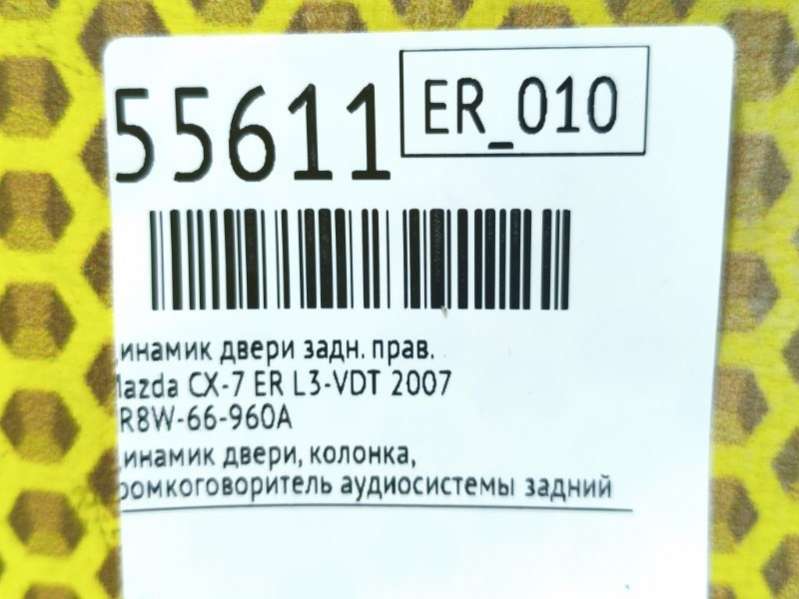 55611
ER_010
инамик двери задн. прав.
azda CX-7 ER L3-VDT 2007
R8W-66-960A
инамик двери, колонка,
ромкоговоритель аудиосистемы задний